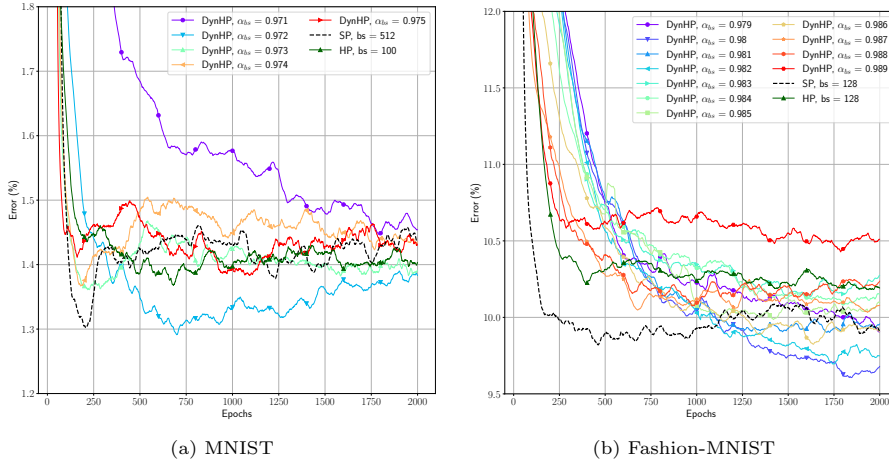 1.8
1.7
1.6
1.5
1.4
1.3
1.2
Error (%)
0 250 500 750 1000 1250 1500 1750 2000
Epochs
DynHP, α_bs = 0.971
DynHP, α_bs = 0.972
DynHP, α_bs = 0.973
DynHP, α_bs = 0.974
DynHP, α_bs = 0.975
SP, bs = 512
HP, bs = 100
(a) MNIST
12.0
11.5
11.0
10.5
10.0
9.5
Error (%)
0 250 500 750 1000 1250 1500 1750 2000
Epochs
DynHP, α_bs = 0.979
DynHP, α_bs = 0.98
DynHP, α_bs = 0.981
DynHP, α_bs = 0.982
DynHP, α_bs = 0.983
DynHP, α_bs = 0.984
DynHP, α_bs = 0.985
DynHP, α_bs = 0.986
DynHP, α_bs = 0.987
DynHP, α_bs = 0.988
DynHP, α_bs = 0.989
SP, bs = 128
HP, bs = 128
(b) Fashion-MNIST